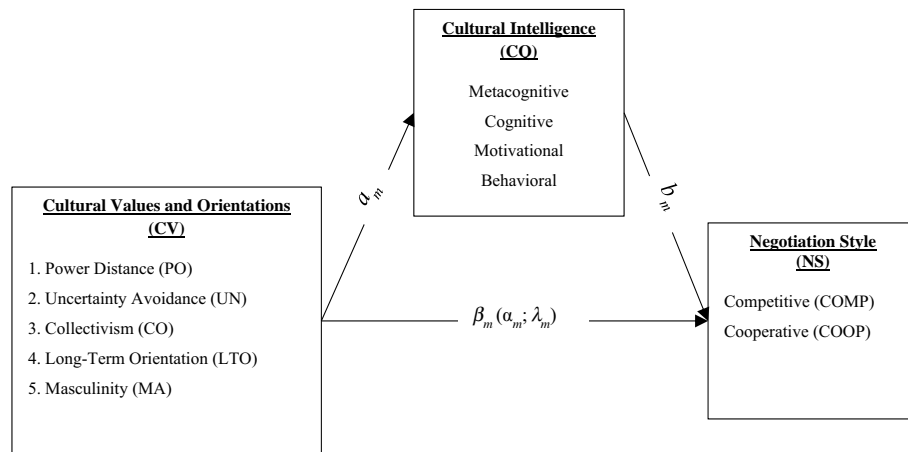 Cultural Intelligence
(CQ)
Metacognitive
Cognitive
Motivational
Behavioral
a_m
b_m
Cultural Values and Orientations
(CV)
1. Power Distance (PO)
2. Uncertainty Avoidance (UN)
3. Collectivism (CO)
4. Long-Term Orientation (LTO)
5. Masculinity (MA)
β_m (α_m; λ_m)
Negotiation Style
(NS)
Competitive (COMP)
Cooperative (COOP)